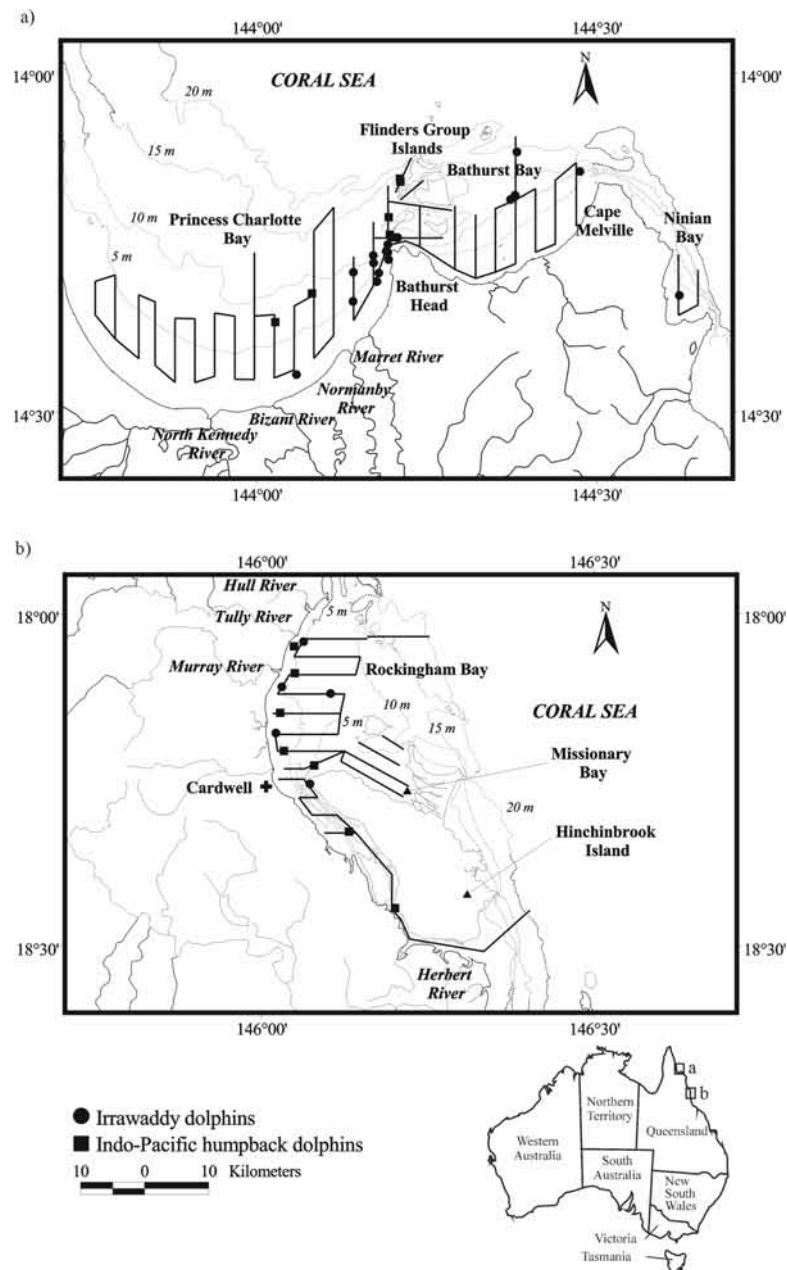 a)
144°00'
144°30'
14°00'
14°00'
CORAL SEA
N
20 m
Flinders Group
Islands
15 m
Bathurst Bay
10 m
Princess Charlotte
Bay
Cape
Melville
Ninian
Bay
5 m
Bathurst
Head
Marret River
Normanby
River
Bizant River
North Kennedy
River
14°30'
14°30'
144°00'
144°30'
b)
146°00'
146°30'
Hull River
18°00'
18°00'
5 m
N
Tully River
Murray River
Rockingham Bay
10 m
CORAL SEA
5 m
15 m
Missionary
Bay
Cardwell
20 m
Hinchinbrook
Island
18°30'
18°30'
Herbert
River
146°00'
146°30'
a
b
Irrawaddy dolphins
Indo-Pacific humpback dolphins
10 0 10 Kilometers
Northern
Territory
Queensland
Western
Australia
South
Australia
New
South
Wales
Victoria
Tasmania